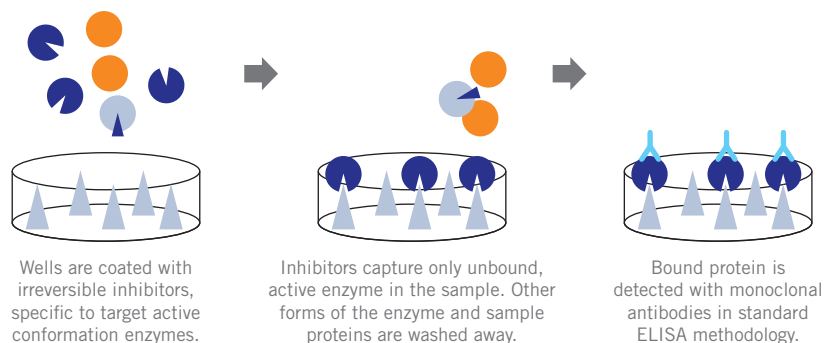 Wells are coated with
irreversible inhibitors,
specific to target active
conformation enzymes.
Inhibitors capture only unbound,
active enzyme in the sample. Other
forms of the enzyme and sample
proteins are washed away.
Bound protein is
detected with monoclonal
antibodies in standard
ELISA methodology.